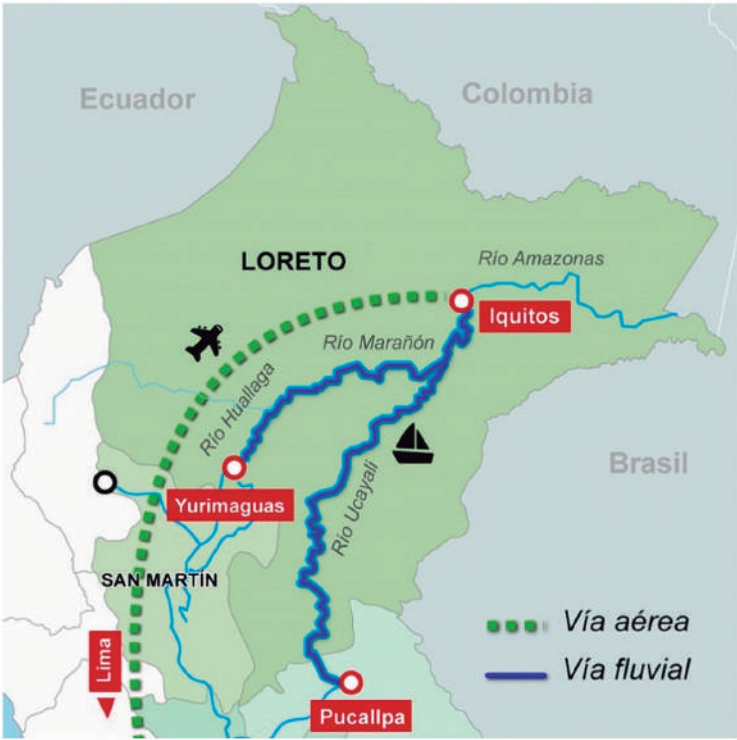 Ecuador
Colombia
LORETO
Río Amazonas
Iquitos
Río Marañón
Río Huallaga
Brasil
Yurimaguas
Río Ucayali
SAN MARTÍN
Vía aérea
Lima
Vía fluvial
Pucallpa